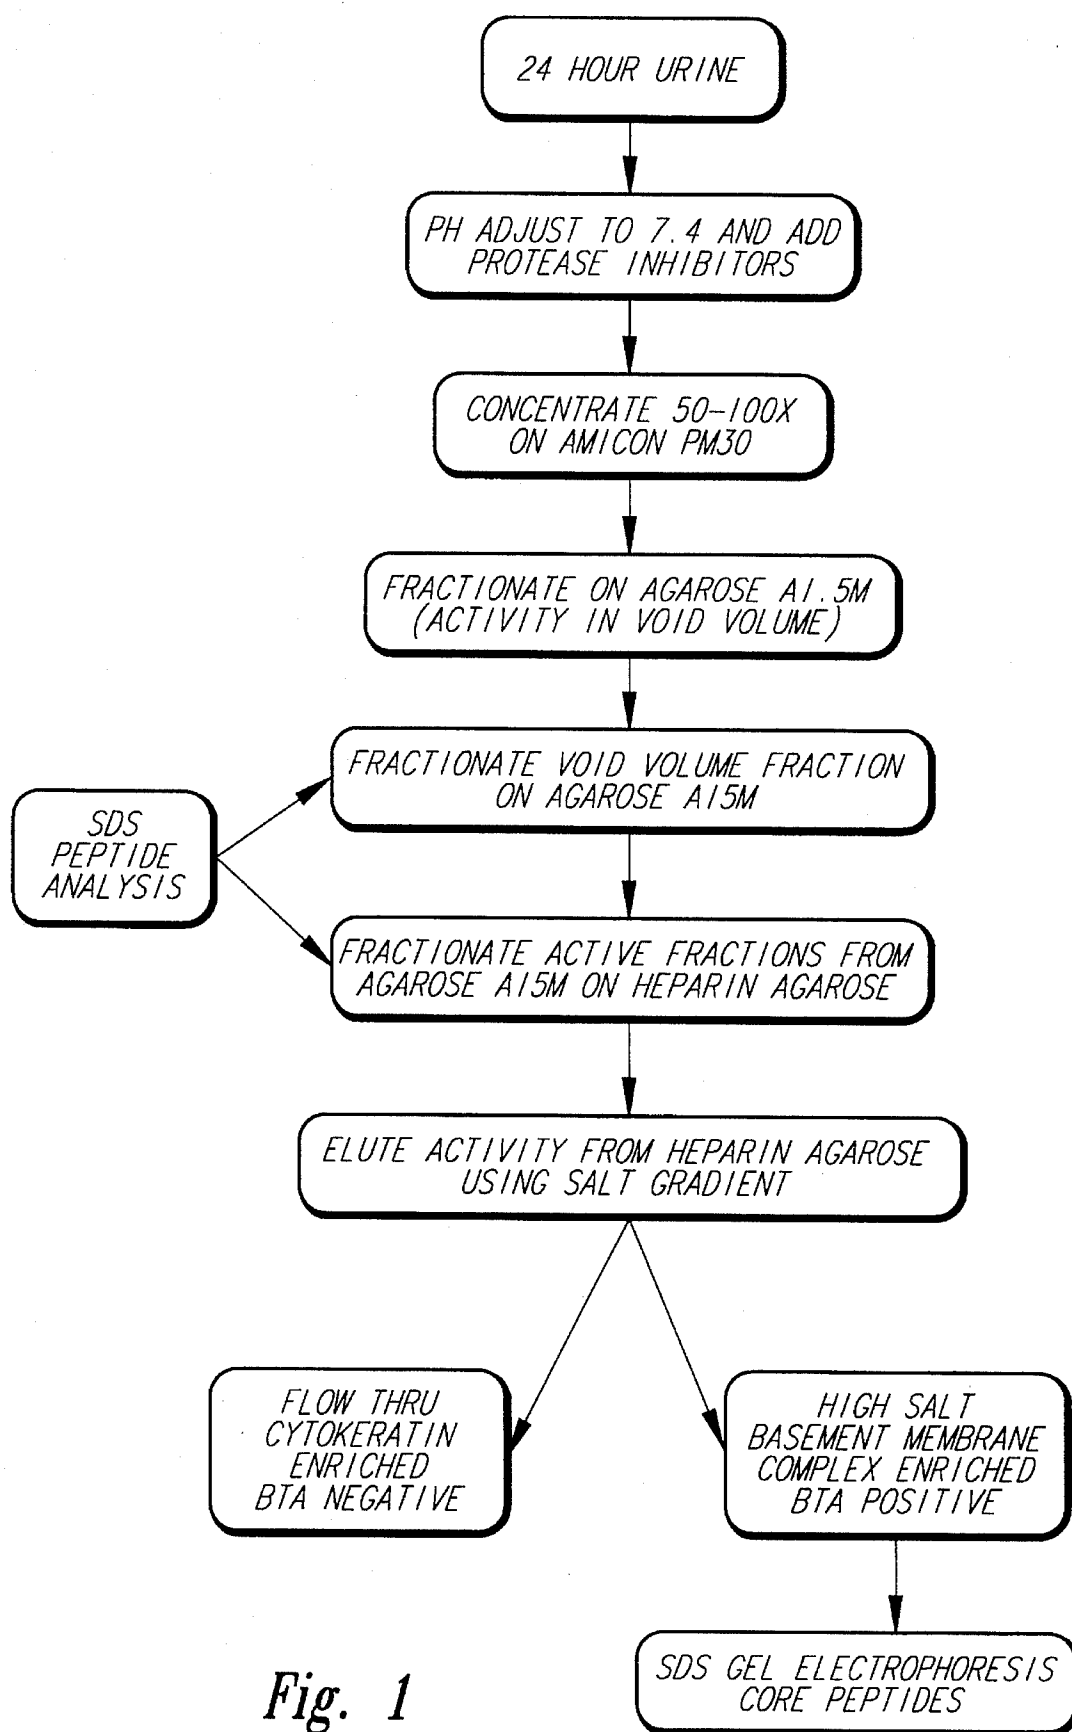 24 HOUR URINE
PH ADJUST TO 7.4 AND ADD
PROTEASE INHIBITORS
CONCENTRATE 50-100X
ON AMICON PM30
FRACTIONATE ON AGAROSE A1.5M
(ACTIVITY IN VOID VOLUME)
FRACTIONATE VOID VOLUME FRACTION
ON AGAROSE A15M
SDS
PEPTIDE
ANALYSIS
FRACTIONATE ACTIVE FRACTIONS FROM
AGAROSE A15M ON HEPARIN AGAROSE
ELUTE ACTIVITY FROM HEPARIN AGAROSE
USING SALT GRADIENT
FLOW THRU
CYTOKERATIN
ENRICHED
BTA NEGATIVE
HIGH SALT
BASEMENT MEMBRANE
COMPLEX ENRICHED
BTA POSITIVE
SDS GEL ELECTROPHORESIS
CORE PEPTIDES
Fig. 1